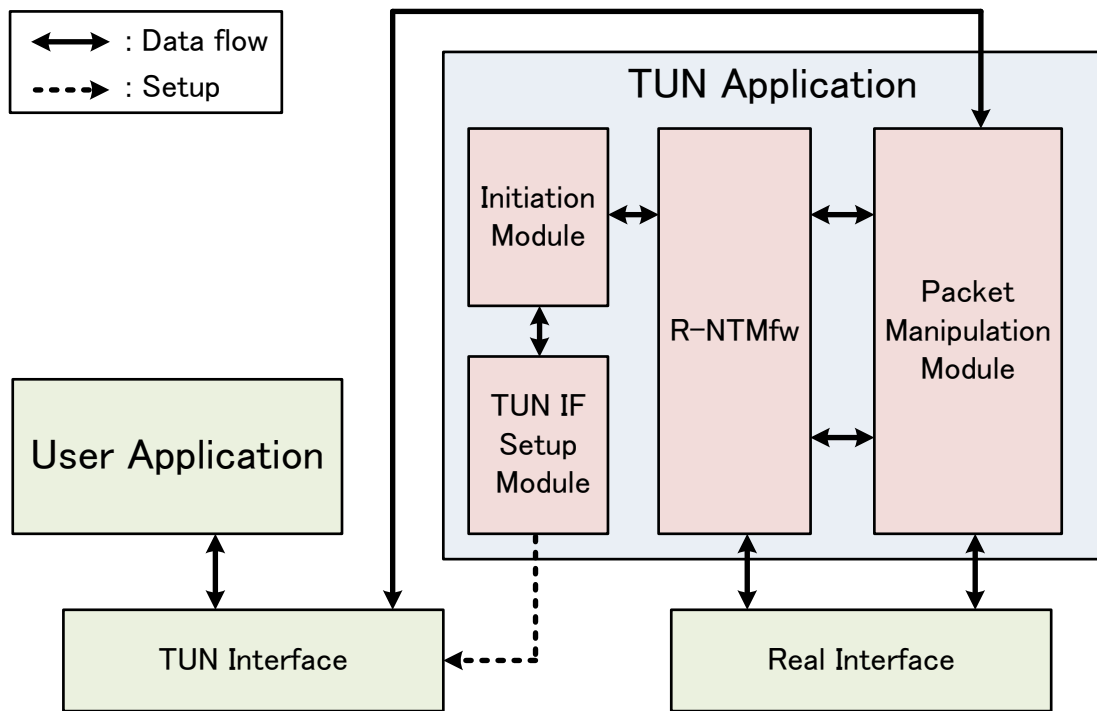 : Data flow
: Setup
TUN Application
Initiation
Module
R-NTMfw
Packet
Manipulation
Module
TUN IF
Setup
Module
User Application
TUN Interface
Real Interface